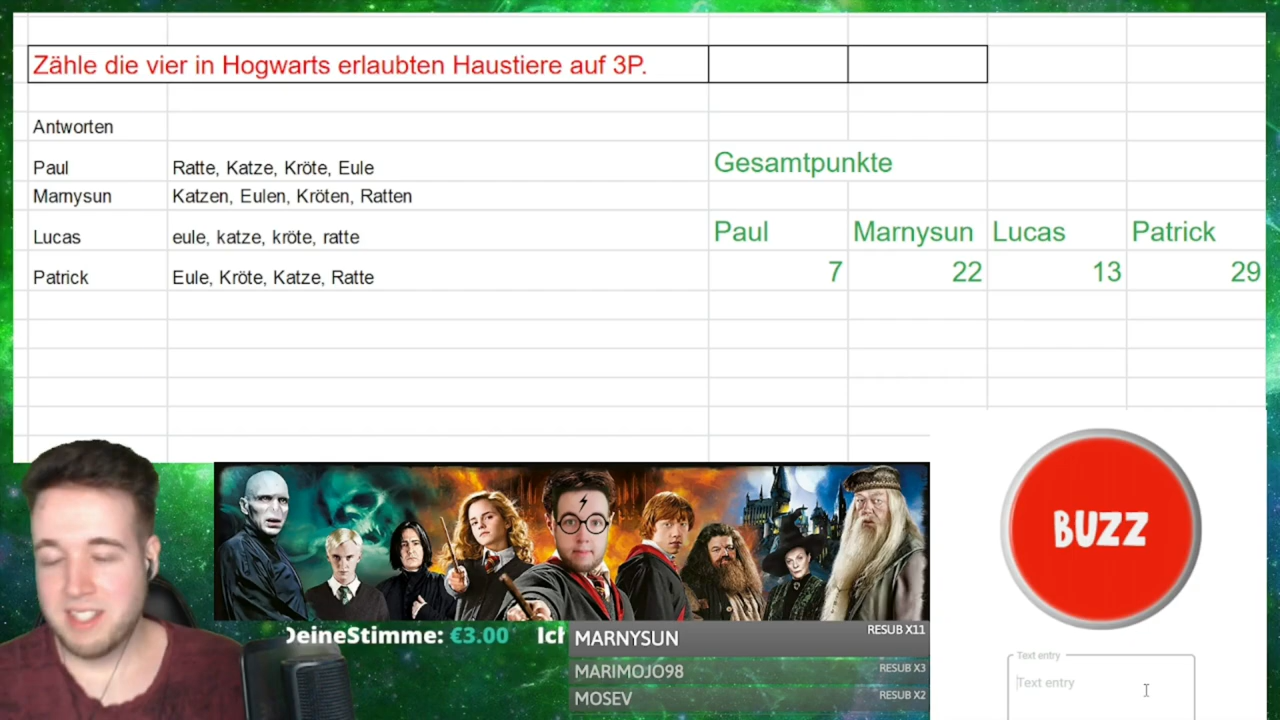 Zähle die vier in Hogwarts erlaubten Haustiere auf 3P.
Antworten
Paul Ratte, Katze, Kröte, Eule
Marnysun Katzen, Eulen, Kröten, Ratten
Lucas eule, katze, kröte, ratte
Patrick Eule, Kröte, Katze, Ratte
Gesamtpunkte
Paul Marnysun Lucas Patrick
7 22 13 29
BUZZ
DeineStimme: €3.00 Ich
MARNYSUN RESUB X11
MARIMOJO98 RESUB X3
MOSEV RESUB X2
Text entry
Text entry